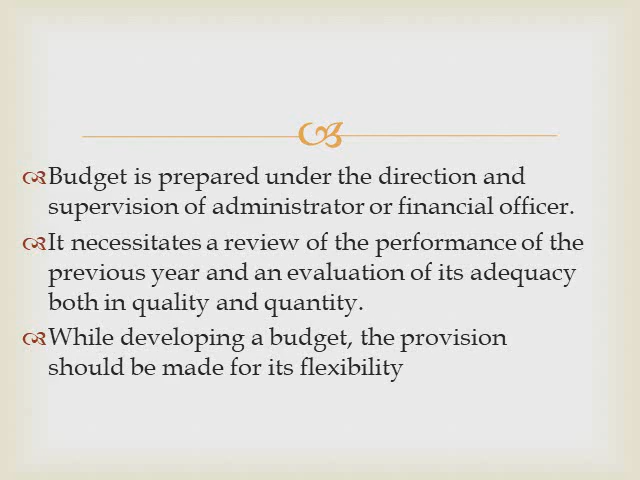 Budget is prepared under the direction and
supervision of administrator or financial officer.
It necessitates a review of the performance of the
previous year and an evaluation of its adequacy
both in quality and quantity.
While developing a budget, the provision
should be made for its flexibility